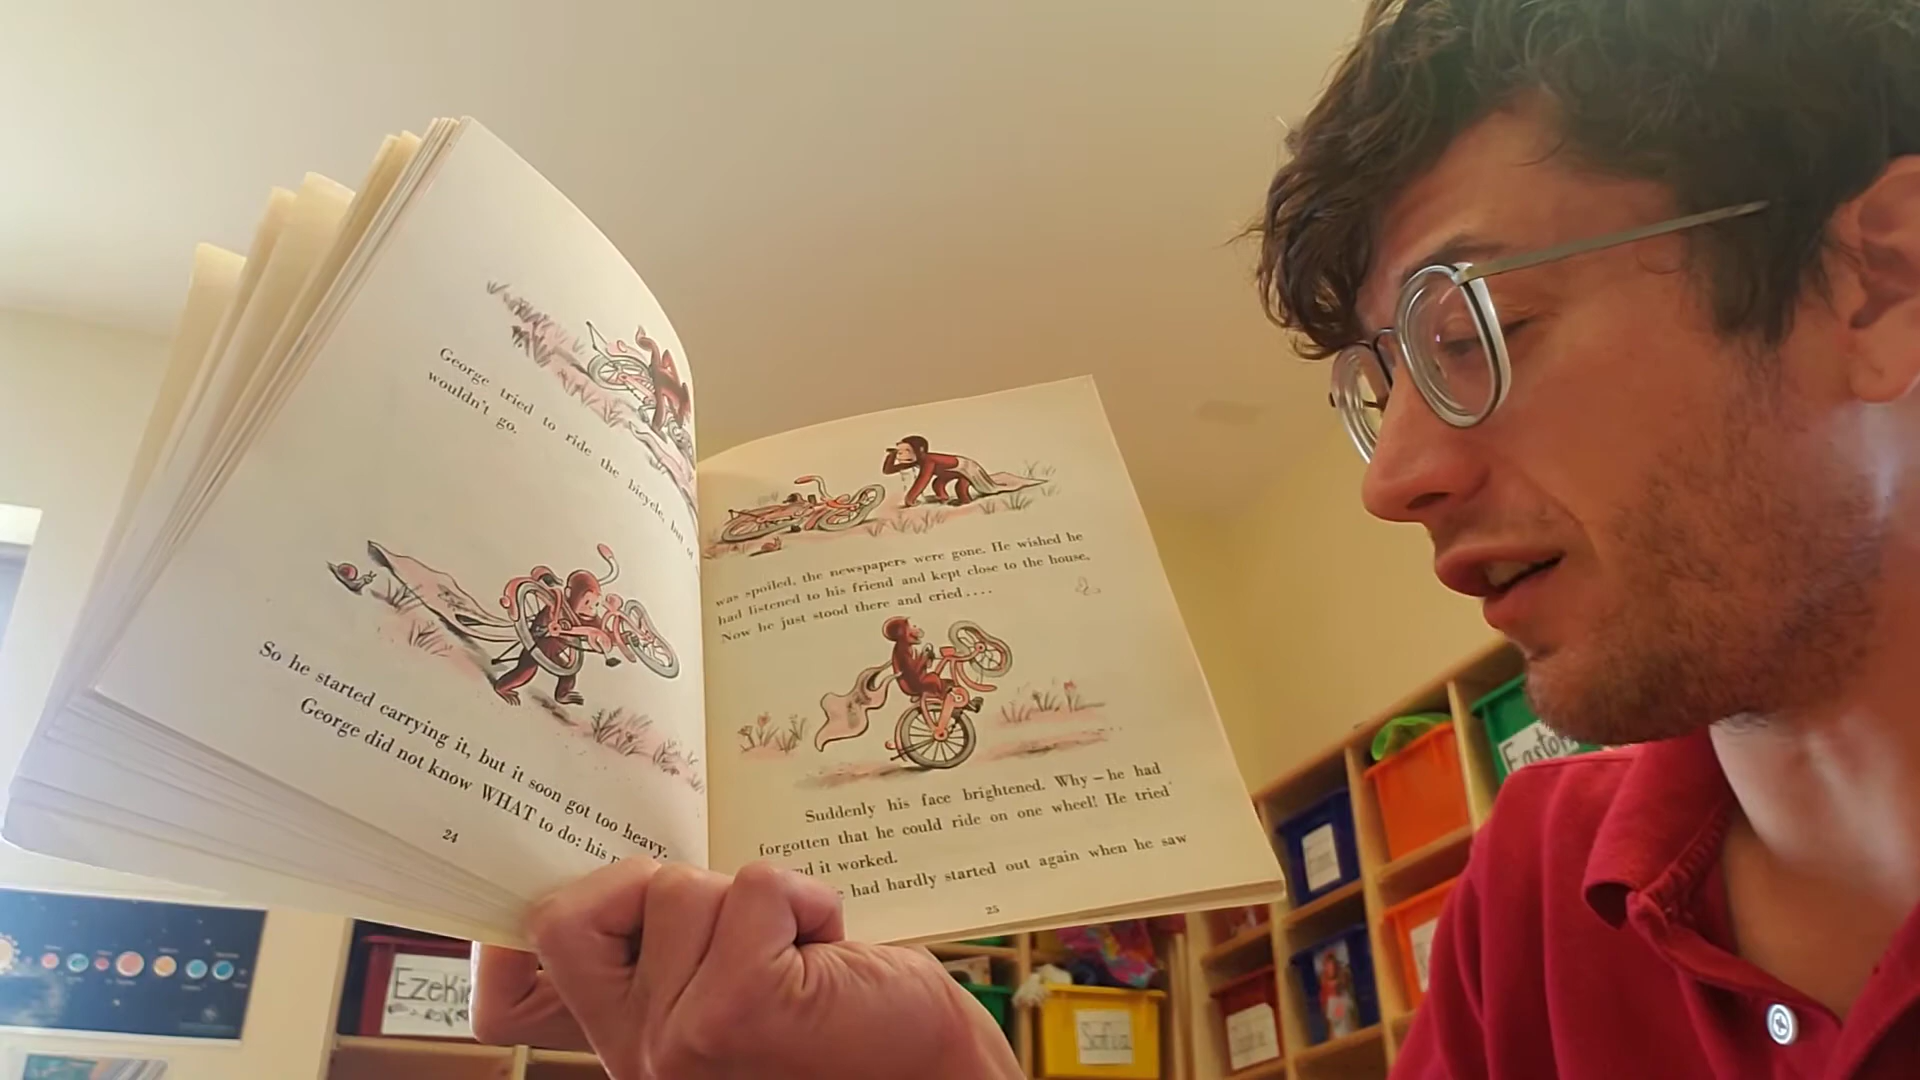 George tried to ride the bicycle, but it
wouldn't go.
So he started carrying it, but it soon got too heavy.
George did not know WHAT to do: his
24
was spoiled, the newspapers were gone. He wished he
had listened to his friend and kept close to the house.
Now he just stood there and cried....
Suddenly his face brightened. Why – he had
forgotten that he could ride on one wheel! He tried
it worked.
had hardly started out again when he saw
25
Easton
Sofia